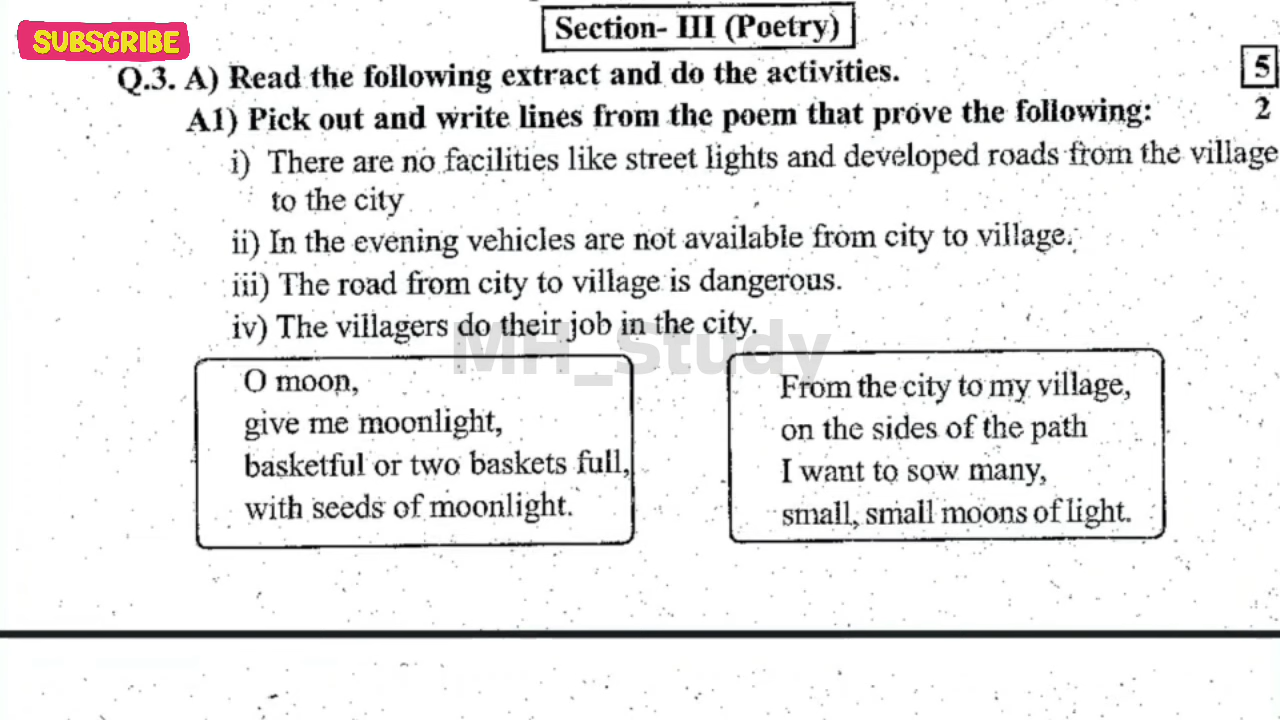 SUBSCRIBE
Section- III (Poetry)
Q.3. A) Read the following extract and do the activities.
5
A1) Pick out and write lines from the poem that prove the following:
2
i) There are no facilities like street lights and developed roads from the village
to the city
ii) In the evening vehicles are not available from city to village.
iii) The road from city to village is dangerous.
iv) The villagers do their job in the city.
MH_Study
O moon,
give me moonlight,
basketful or two baskets full,
with seeds of moonlight.
From the city to my village,
on the sides of the path
I want to sow many,
small, small moons of light.